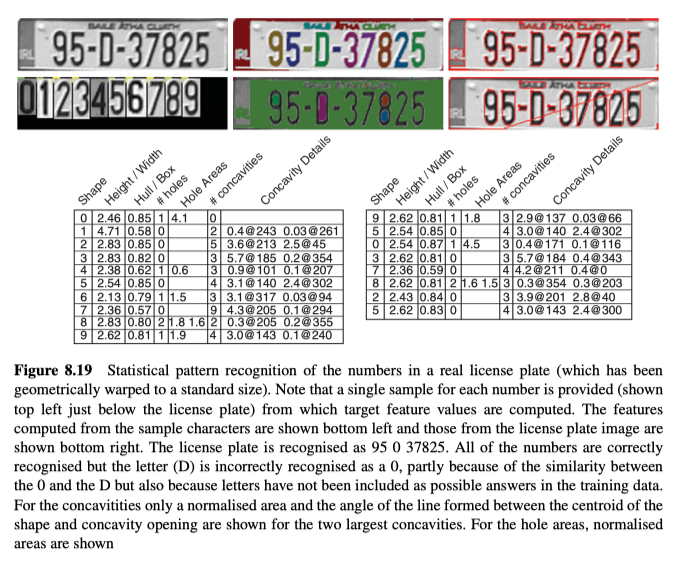 BAILE ÁTHA CLIATH
IRL 95-D-37825
BAILE ÁTHA CLIATH
IRL 95-D-37825
BAILE ÁTHA CLIATH
IRL 95-D-37825
0123456789
95-D-37825
BAILE ÁTHA CLIATH
IRL 95-D-37825
Shape Height / Width Hull / Box # holes Hole Areas # concavities Concavity Details
0 2.46 0.85 1 4.1 0
1 4.71 0.58 0 2 0.4@243 0.03@261
2 2.83 0.85 0 5 3.6@213 2.5@45
3 2.83 0.82 0 3 5.7@185 0.2@354
4 2.38 0.62 1 0.6 3 0.9@101 0.1@207
5 2.54 0.85 0 4 3.1@140 2.4@302
6 2.13 0.79 1 1.5 3 3.1@317 0.03@94
7 2.36 0.57 0 9 4.3@205 0.1@294
8 2.83 0.80 2 1.8 1.6 2 0.3@205 0.2@355
9 2.62 0.81 1 1.9 4 3.0@143 0.1@240
Shape Height / Width Hull / Box # holes Hole Areas # concavities Concavity Details
9 2.62 0.81 1 1.8 3 2.9@137 0.03@66
5 2.54 0.85 0 4 3.0@140 2.4@302
0 2.54 0.87 1 4.5 3 0.4@171 0.1@116
3 2.62 0.81 0 3 5.7@184 0.4@343
7 2.36 0.59 0 4 4.2@211 0.4@0
8 2.62 0.81 2 1.6 1.5 3 0.3@354 0.3@203
2 2.43 0.84 0 3 3.9@201 2.8@40
5 2.62 0.83 0 4 3.0@143 2.4@300
Figure 8.19 Statistical pattern recognition of the numbers in a real license plate (which has been
geometrically warped to a standard size). Note that a single sample for each number is provided (shown
top left just below the license plate) from which target feature values are computed. The features
computed from the sample characters are shown bottom left and those from the license plate image are
shown bottom right. The license plate is recognised as 95 0 37825. All of the numbers are correctly
recognised but the letter (D) is incorrectly recognised as a 0, partly because of the similarity between
the 0 and the D but also because letters have not been included as possible answers in the training data.
For the concavitities only a normalised area and the angle of the line formed between the centroid of the
shape and concavity opening are shown for the two largest concavities. For the hole areas, normalised
areas are shown